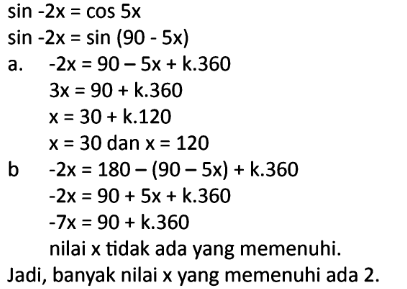 sin -2x = cos 5x
sin -2x = sin (90 - 5x)
a. -2x = 90 – 5x + k.360
3x = 90 + k.120
x = 30 + k.120
x = 30 dan x = 120
b -2x = 180 – (90 – 5x) + k.360
-2x = 90 + 5x + k.360
-7x = 90 + k.360
nilai x tidak ada yang memenuhi.
Jadi, banyak nilai x yang memenuhi ada 2.